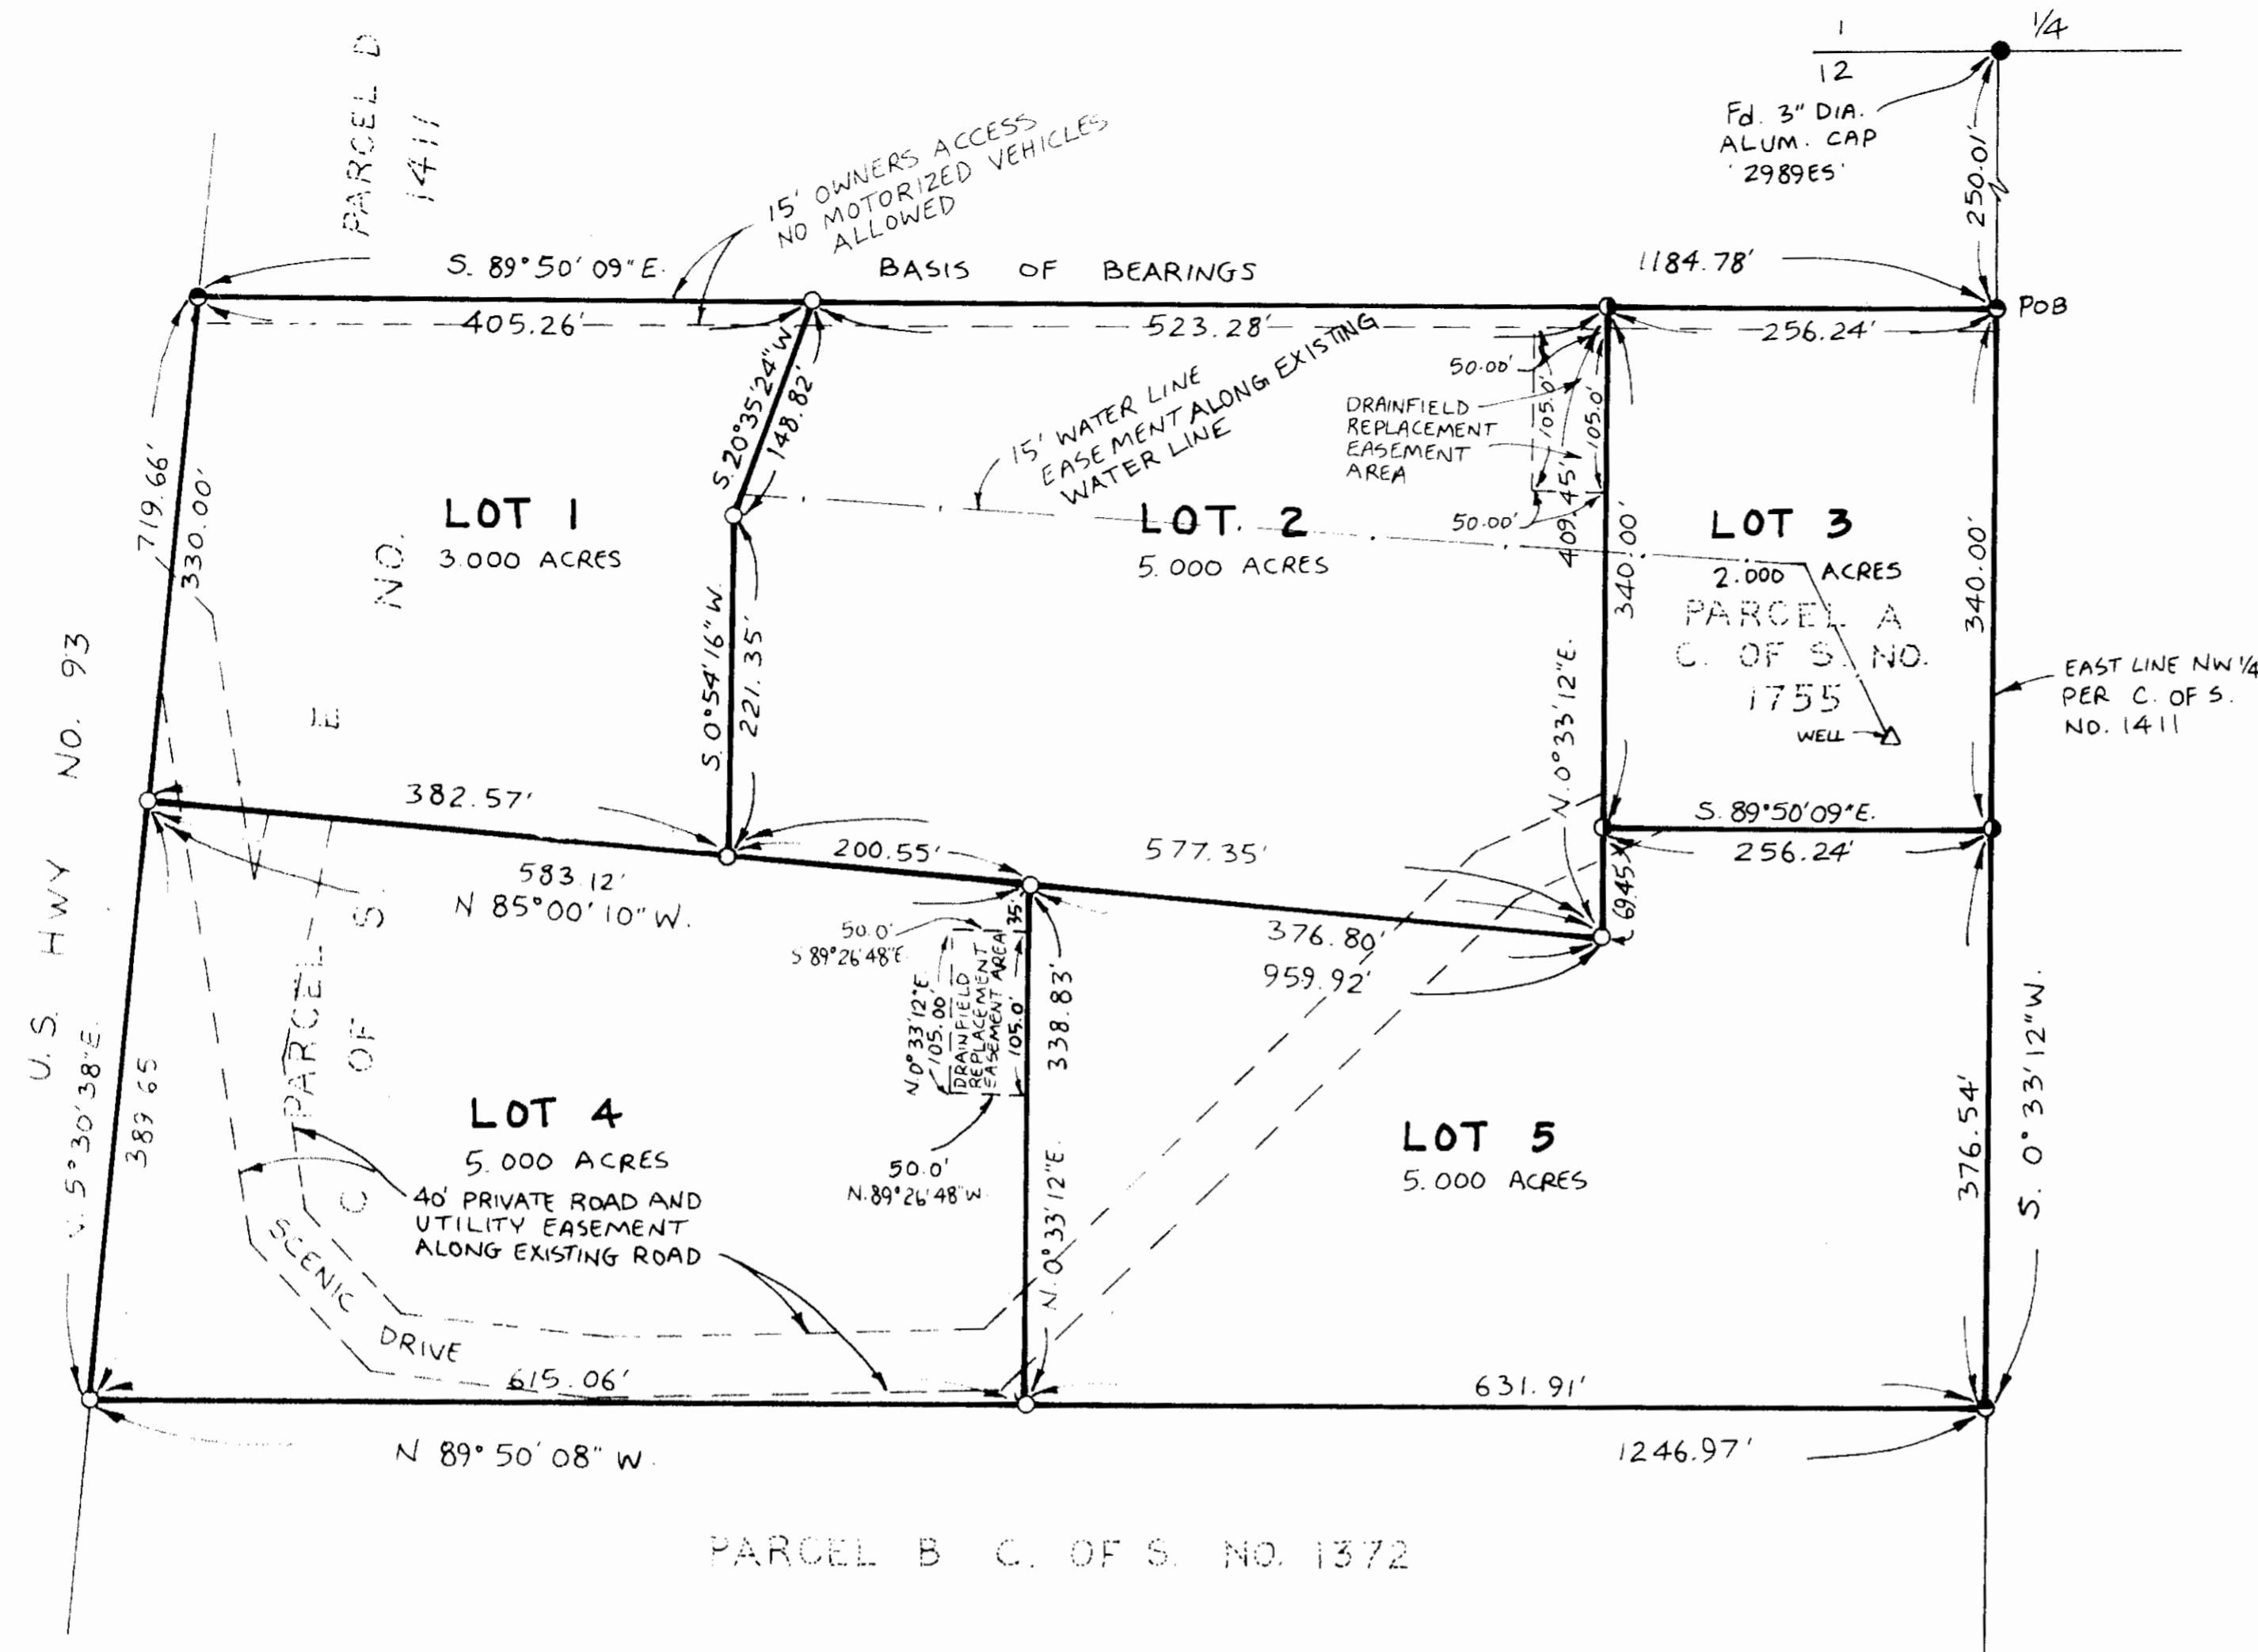 1
1/4
12
Fd. 3" DIA.
ALUM. CAP
'2989ES'
250.01'
PARCEL D
1411
15' OWNERS ACCESS
NO MOTORIZED VEHICLES
ALLOWED
S. 89°50'09"E.
BASIS OF BEARINGS
1184.78'
POB
405.26'
523.28'
256.24'
S. 20°35'24"W
148.82'
15' WATER LINE
EASEMENT ALONG EXISTING
WATER LINE
50.00'
DRAINFIELD
REPLACEMENT
EASEMENT
AREA
105.0'
105.0'
50.00'
409.45'
340.00'
719.66'
330.00'
LOT 1
3.000 ACRES
NO.
LOT. 2
5.000 ACRES
LOT 3
2.000 ACRES
PARCEL A
C. OF S. NO.
1755
WELL
340.00'
EAST LINE NW 1/4
PER C. OF S.
NO. 1411
S. 0°54'16"W.
221.35'
N. 0°33'12"E.
E
U.S. HWY NO. 93
382.57'
583.12'
N 85°00'10"W.
200.55'
577.35'
376.80'
959.92'
69.45
S. 89°50'09"E.
256.24'
35'
50.0'
S 89°26'48"E.
N. 0°33'12"E.
105.00'
DRAINFIELD
REPLACEMENT
EASEMENT AREA
105.0'
338.83'
50.0'
N. 89°26'48"W.
N. 0°33'12"E.
5°30'38"E.
389.65
PARCEL
C OF S.
LOT 4
5.000 ACRES
40' PRIVATE ROAD AND
UTILITY EASEMENT
ALONG EXISTING ROAD
LOT 5
5.000 ACRES
376.54'
S. 0°33'12"W.
SCENIC
DRIVE
615.06'
631.91'
N 89°50'08"W.
1246.97'
PARCEL B C. OF S. NO. 1372